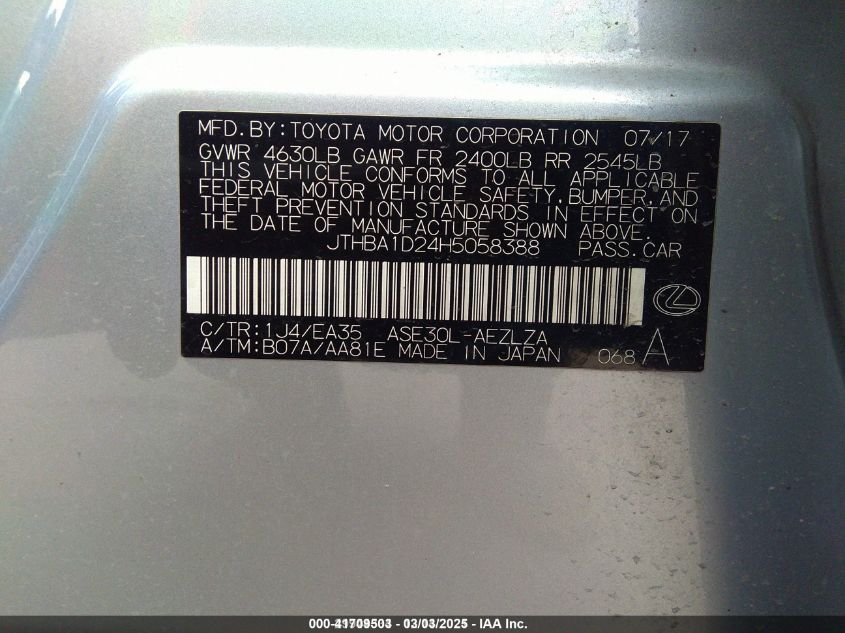 MFD.BY:TOYOTA MOTOR CORPORATION 07/17
GVWR 4630LB GAWR FR 2400LB RR 2545LB
THIS VEHICLE CONFORMS TO ALL APPLICABLE
FEDERAL MOTOR VEHICLE SAFETY,BUMPER,AND
THEFT PREVENTION STANDARDS IN EFFECT ON
THE DATE OF MANUFACTURE SHOWN ABOVE.
JTHBA1D24H5058388 PASS.CAR
C/TR:1J4/EA35 ASE30L-AEZLZA
A/TM:B07A/AA81E MADE IN JAPAN 068 A
000-41709503 - 03/03/2025 - IAA Inc.